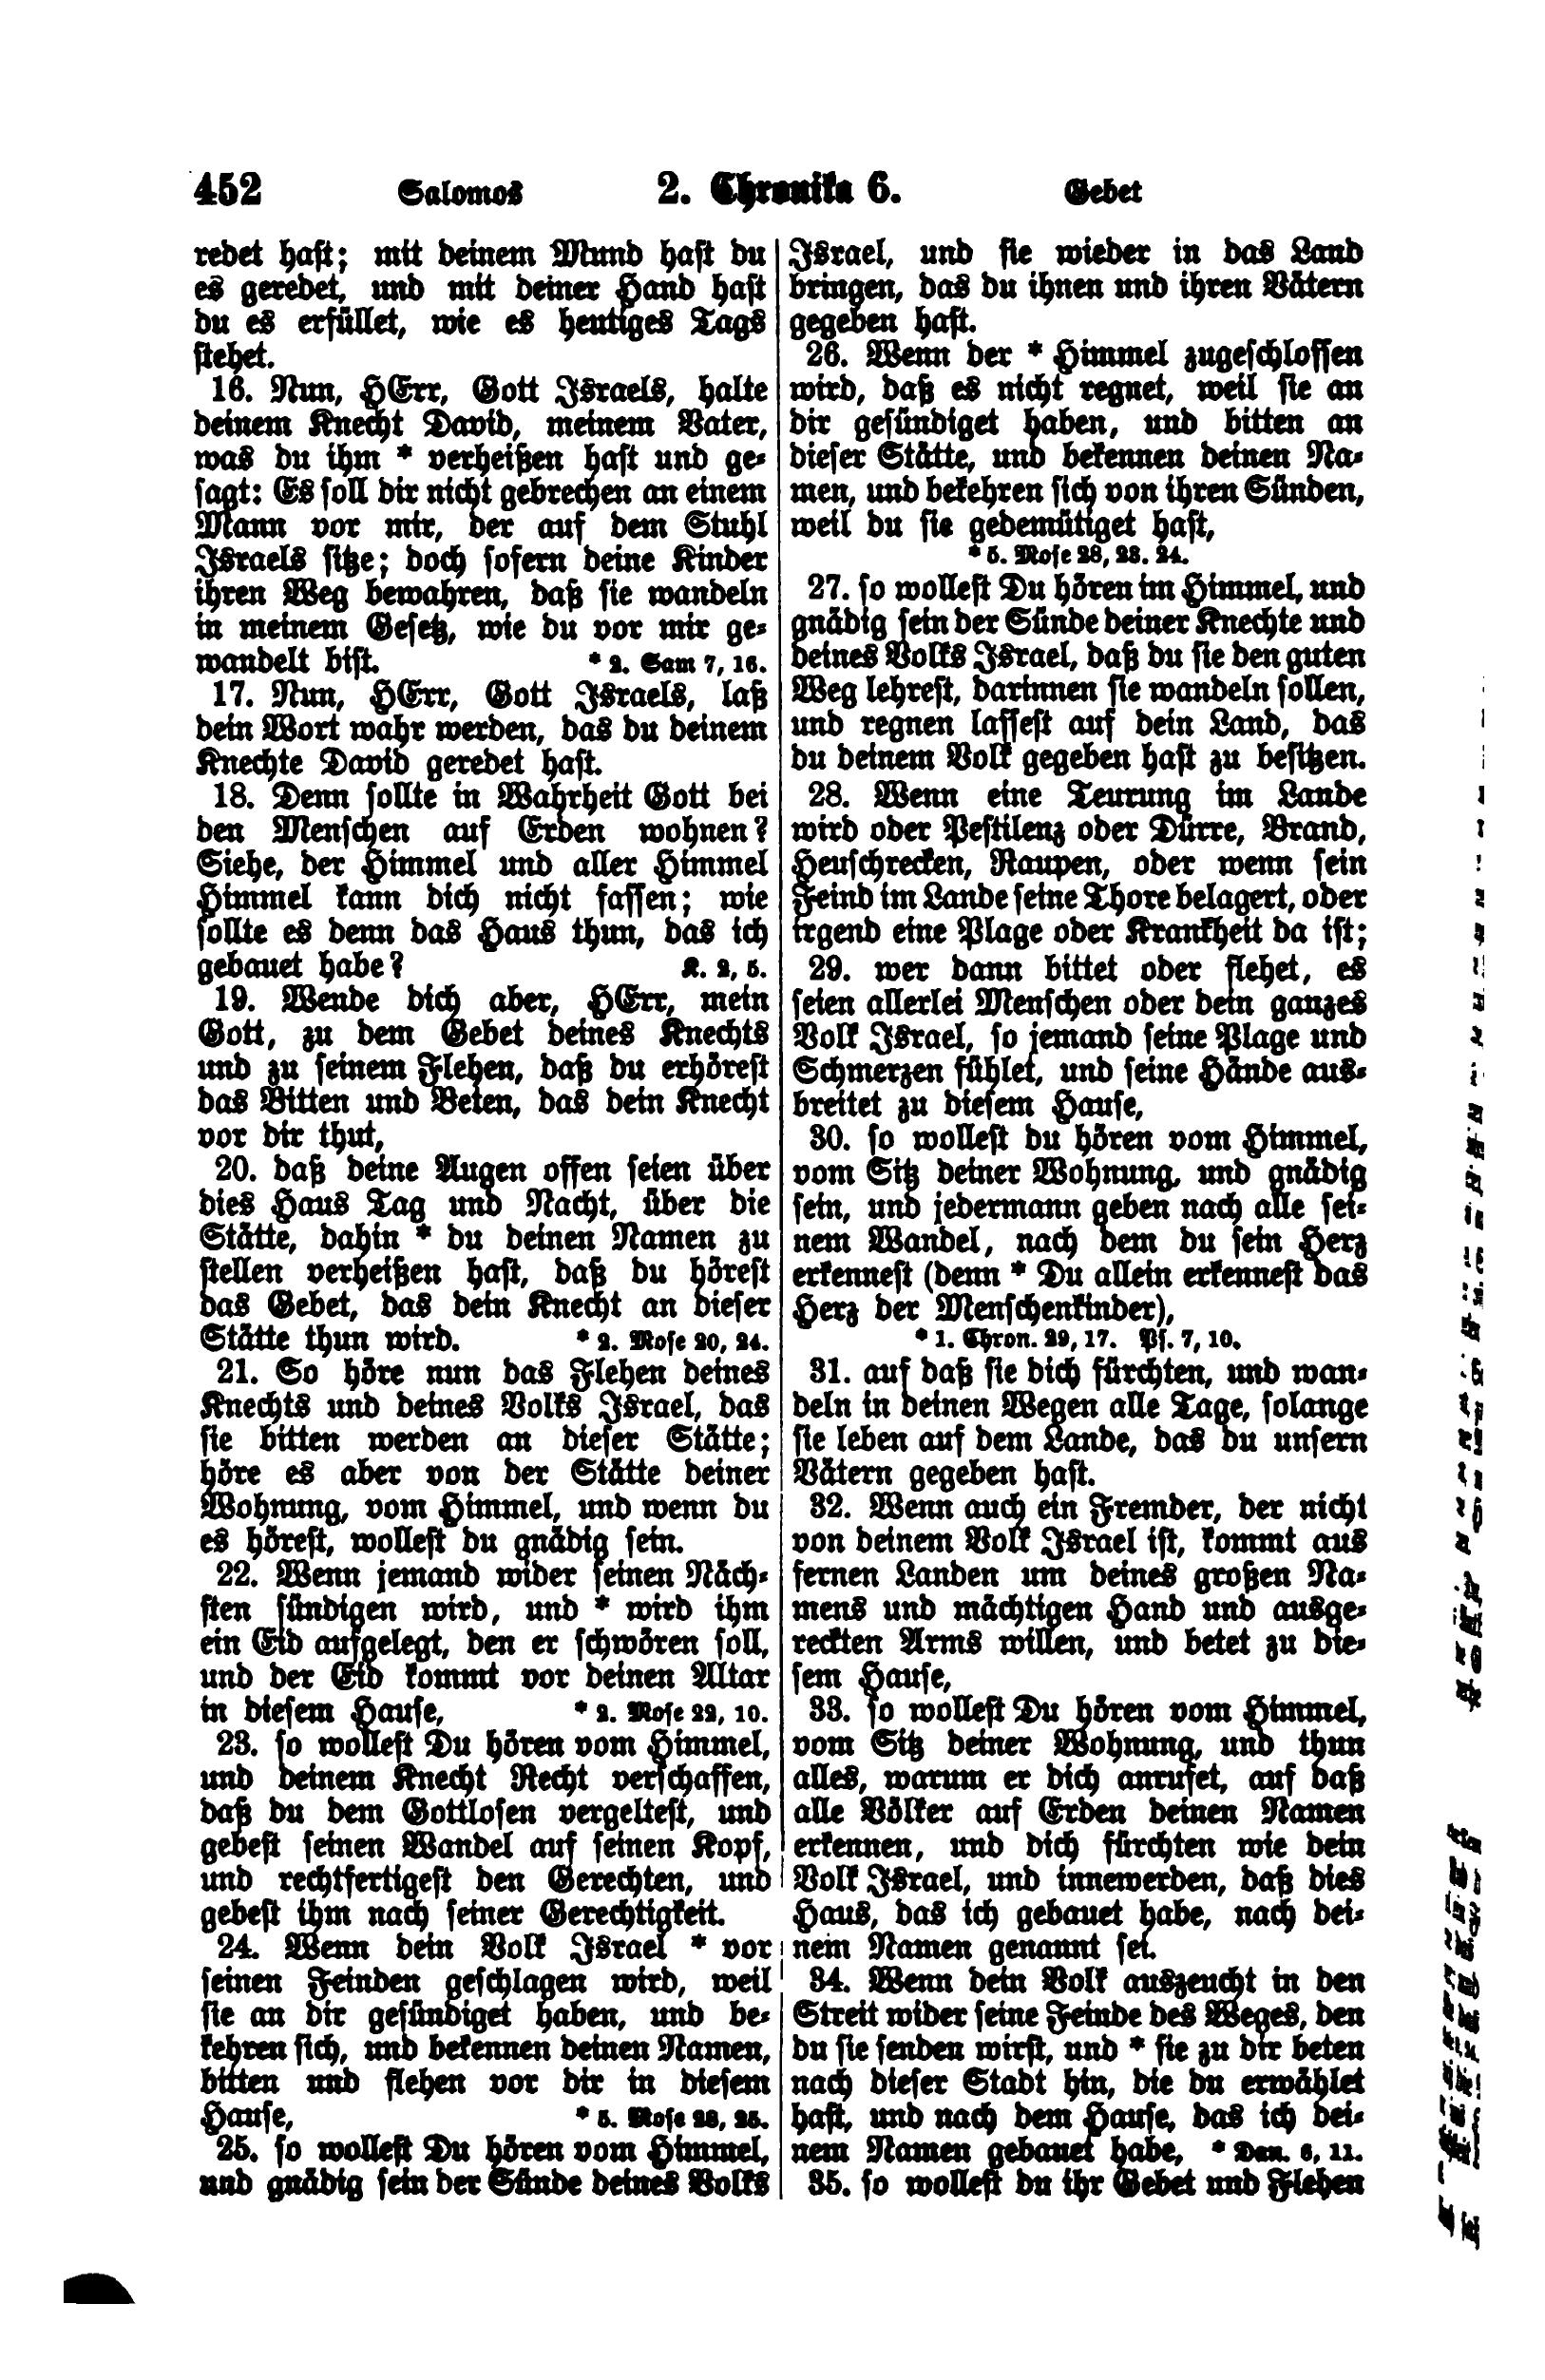 452 Salomos 2. Chronika 6. Gebet
redet hast; mit deinem Mund hast du
es geredet, und mit deiner Hand hast
du es erfüllet, wie es heutiges Tags
stehet.
16. Nun, HErr, Gott Israels, halte
deinem Knecht David, meinem Vater,
was du ihm * verheißen hast und ge-
sagt: Es soll dir nicht gebrechen an einem
Mann vor mir, der auf dem Stuhl
Israels sitze; doch sofern deine Kinder
ihren Weg bewahren, daß sie wandeln
in meinem Gesetz, wie du vor mir ge-
wandelt bist. * 2. Sam 7, 16.
17. Nun, HErr, Gott Israels, laß
dein Wort wahr werden, das du deinem
Knechte David geredet hast.
18. Denn sollte in Wahrheit Gott bei
den Menschen auf Erden wohnen?
Siehe, der Himmel und aller Himmel
Himmel kann dich nicht fassen; wie
sollte es denn das Haus thun, das ich
gebauet habe? K. 2, 5.
19. Wende dich aber, HErr, mein
Gott, zu dem Gebet deines Knechts
und zu seinem Flehen, daß du erhörest
das Bitten und Beten, das dein Knecht
vor dir thut,
20. daß deine Augen offen seien über
dies Haus Tag und Nacht, über die
Stätte, dahin * du deinen Namen zu
stellen verheißen hast, daß du hörest
das Gebet, das dein Knecht an dieser
Stätte thun wird. * 2. Mose 20, 24.
21. So höre nun das Flehen deines
Knechts und deines Volks Israel, das
sie bitten werden an dieser Stätte;
höre es aber von der Stätte deiner
Wohnung, vom Himmel, und wenn du
es hörest, wollest du gnädig sein.
22. Wenn jemand wider seinen Näch-
sten sündigen wird, und * wird ihm
ein Eid aufgelegt, den er schwören soll,
und der Eid kommt vor deinen Altar
in diesem Hause, * 2. Mose 22, 10.
23. so wollest Du hören vom Himmel,
und deinem Knecht Recht verschaffen,
daß du dem Gottlosen vergeltest, und
gebest seinen Wandel auf seinen Kopf,
und rechtfertigest den Gerechten, und
gebest ihm nach seiner Gerechtigkeit.
24. Wenn dein Volk Israel * vor
seinen Feinden geschlagen wird, weil
sie an dir gesündiget haben, und be-
kehren sich, und bekennen deinen Namen,
bitten und flehen vor dir in diesem
Hause, * 5. Mose 28, 25.
25. so wollest Du hören vom Himmel,
und gnädig sein der Sünde deines Volks
Israel, und sie wieder in das Land
bringen, das du ihnen und ihren Vätern
gegeben hast.
26. Wenn der * Himmel zugeschlossen
wird, daß es nicht regnet, weil sie an
dir gesündiget haben, und bitten an
dieser Stätte, und bekennen deinen Na-
men, und bekehren sich von ihren Sünden,
weil du sie gedemütiget hast,
* 5. Mose 28, 23. 24.
27. so wollest Du hören im Himmel, und
gnädig sein der Sünde deiner Knechte und
deines Volks Israel, daß du sie den guten
Weg lehrest, darinnen sie wandeln sollen,
und regnen lassest auf dein Land, das
du deinem Volk gegeben hast zu besitzen.
28. Wenn eine Teurung im Lande
wird oder Pestilenz oder Dürre, Brand,
Heuschrecken, Raupen, oder wenn sein
Feind im Lande seine Thore belagert, oder
irgend eine Plage oder Krankheit da ist;
29. wer dann bittet oder flehet, es
seien allerlei Menschen oder dein ganzes
Volk Israel, so jemand seine Plage und
Schmerzen fühlet, und seine Hände aus-
breitet zu diesem Hause,
30. so wollest du hören vom Himmel,
vom Sitz deiner Wohnung, und gnädig
sein, und jedermann geben nach alle sei-
nem Wandel, nach dem du sein Herz
erkennest (denn * Du allein erkennest das
Herz der Menschenkinder),
* 1. Chron. 29, 17. Ps. 7, 10.
31. auf daß sie dich fürchten, und wan-
deln in deinen Wegen alle Tage, solange
sie leben auf dem Lande, das du unsern
Vätern gegeben hast.
32. Wenn auch ein Fremder, der nicht
von deinem Volk Israel ist, kommt aus
fernen Landen um deines großen Na-
mens und mächtigen Hand und ausge-
reckten Arms willen, und betet zu die-
sem Hause,
33. so wollest Du hören vom Himmel,
vom Sitz deiner Wohnung, und thun
alles, warum er dich anrufet, auf daß
alle Völker auf Erden deinen Namen
erkennen, und dich fürchten wie dein
Volk Israel, und innewerden, daß dies
Haus, das ich gebauet habe, nach dei-
nem Namen genannt sei.
34. Wenn dein Volk auszeucht in den
Streit wider seine Feinde des Weges, den
du sie senden wirst, und * sie zu dir beten
nach dieser Stadt hin, die du erwählet
hast, und nach dem Hause, das ich dei-
nem Namen gebauet habe, * Dan. 6, 11.
35. so wollest du ihr Gebet und Flehen